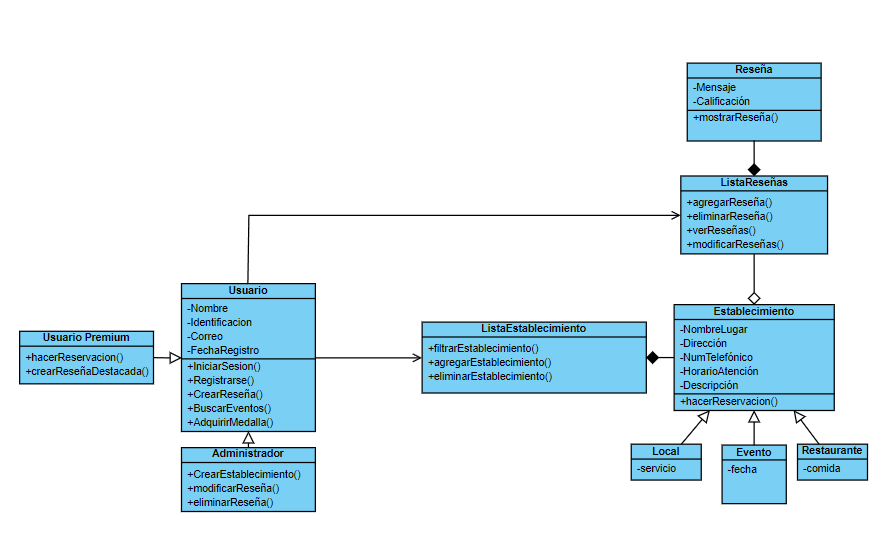 Reseña
-Mensaje
-Calificación
+mostrarReseña()
ListaReseñas
+agregarReseña()
+eliminarReseña()
+verReseñas()
+modificarReseñas()
Usuario
-Nombre
-Identificacion
-Correo
-FechaRegistro
+IniciarSesion()
+Registrarse()
+CrearReseña()
+BuscarEventos()
+AdquirirMedalla()
Usuario Premium
+hacerReservacion()
+crearReseñaDestacada()
ListaEstablecimiento
+filtrarEstablecimiento()
+agregarEstablecimiento()
+eliminarEstablecimiento()
Establecimiento
-NombreLugar
-Dirección
-NumTelefónico
-HorarioAtención
-Descripción
+hacerReservacion()
Administrador
+CrearEstablecimiento()
+modificarReseña()
+eliminarReseña()
Local
-servicio
Evento
-fecha
Restaurante
-comida